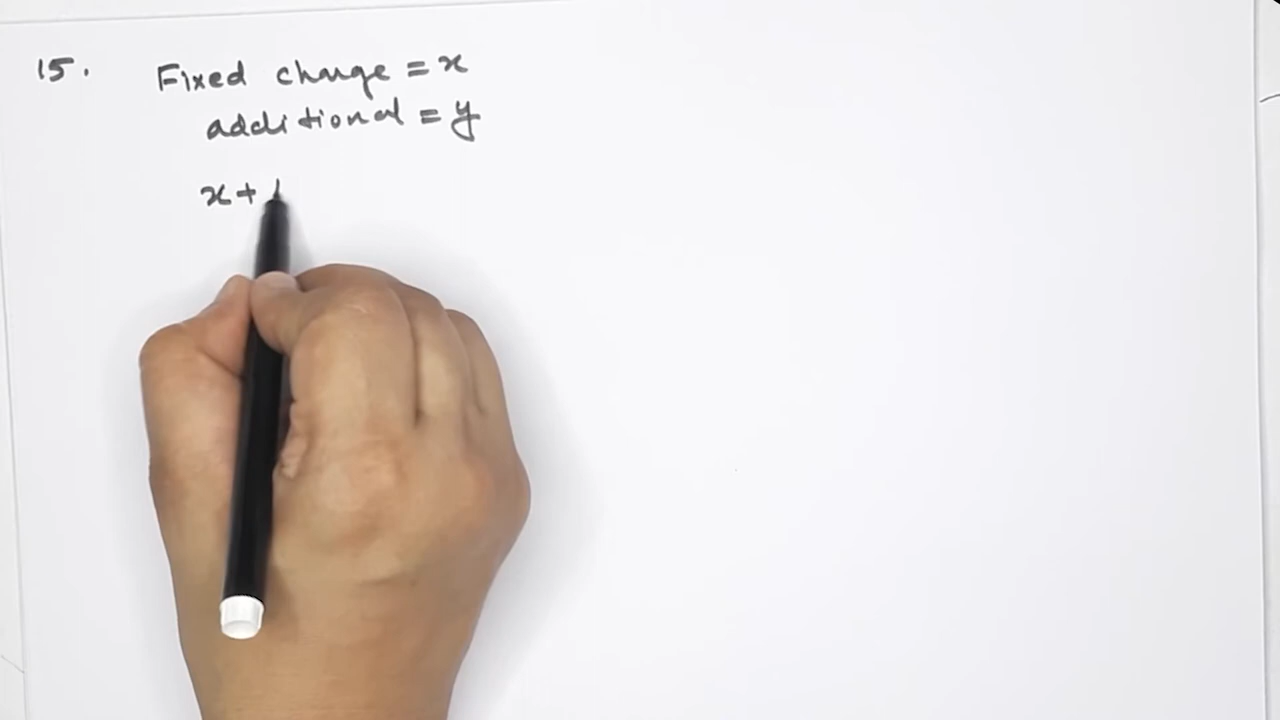 15. Fixed charge = x
additional = y
x +